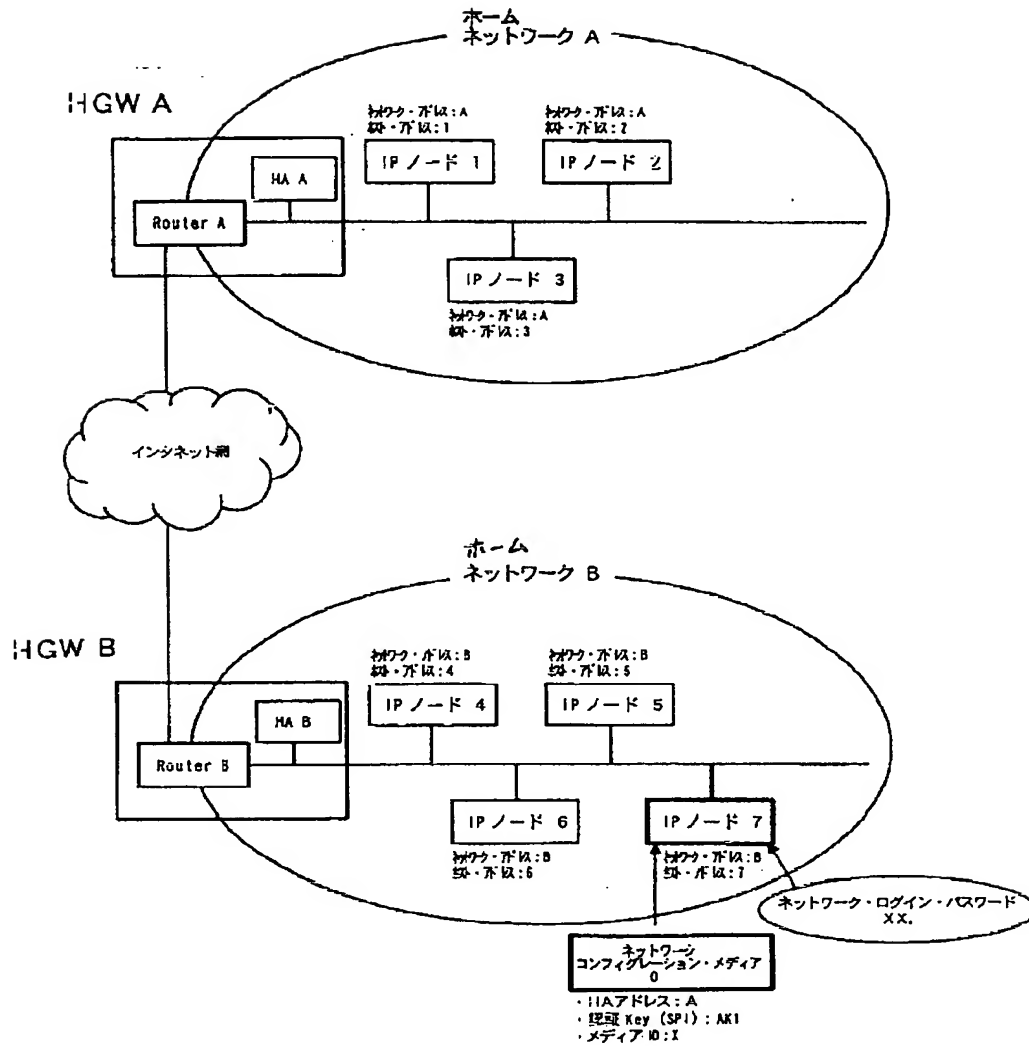 ホーム
ネットワーク A
HGW A
ネットワーク・アドレス:A
ホスト・アドレス:1
ネットワーク・アドレス:A
ホスト・アドレス:2
HA A
IP ノード 1
IP ノード 2
Router A
IP ノード 3
ネットワーク・アドレス:A
ホスト・アドレス:3
インタネット網
ホーム
ネットワーク B
HGW B
ネットワーク・アドレス:B
ホスト・アドレス:4
ネットワーク・アドレス:B
ホスト・アドレス:5
HA B
IP ノード 4
IP ノード 5
Router B
IP ノード 6
IP ノード 7
ネットワーク・アドレス:B
ホスト・アドレス:6
ネットワーク・アドレス:B
ホスト・アドレス:7
ネットワーク・ログイン・パスワード
XX.
ネットワーク
コンフィグレーション・メディア
0
・HAアドレス:A
・認証 Key (SPI):AK1
・メディア ID:X